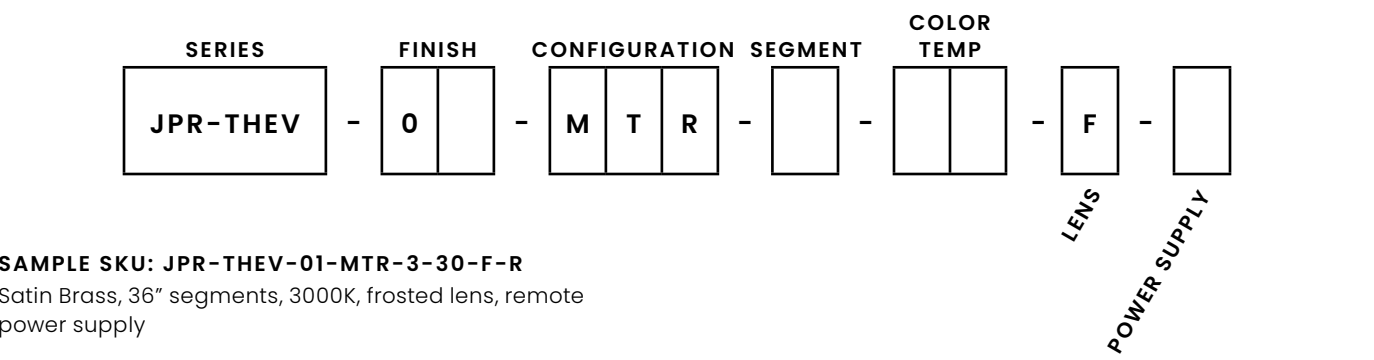 SERIES FINISH CONFIGURATION SEGMENT COLOR
TEMP
JPR-THEV - 0 - M T R - - - F -
LENS
POWER SUPPLY
SAMPLE SKU: JPR-THEV-01-MTR-3-30-F-R
Satin Brass, 36” segments, 3000K, frosted lens, remote
power supply